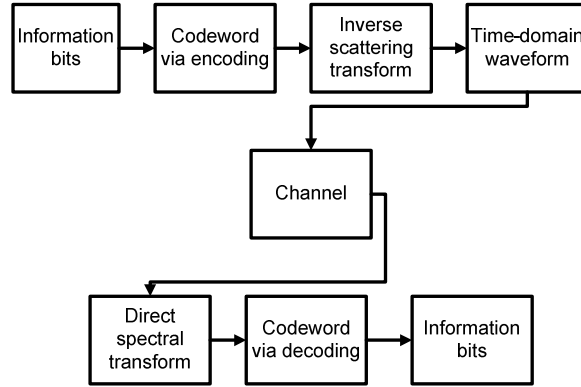 Information
bits
Codeword
via encoding
Inverse
scattering
transform
Time-domain
waveform
Channel
Direct
spectral
transform
Codeword
via decoding
Information
bits